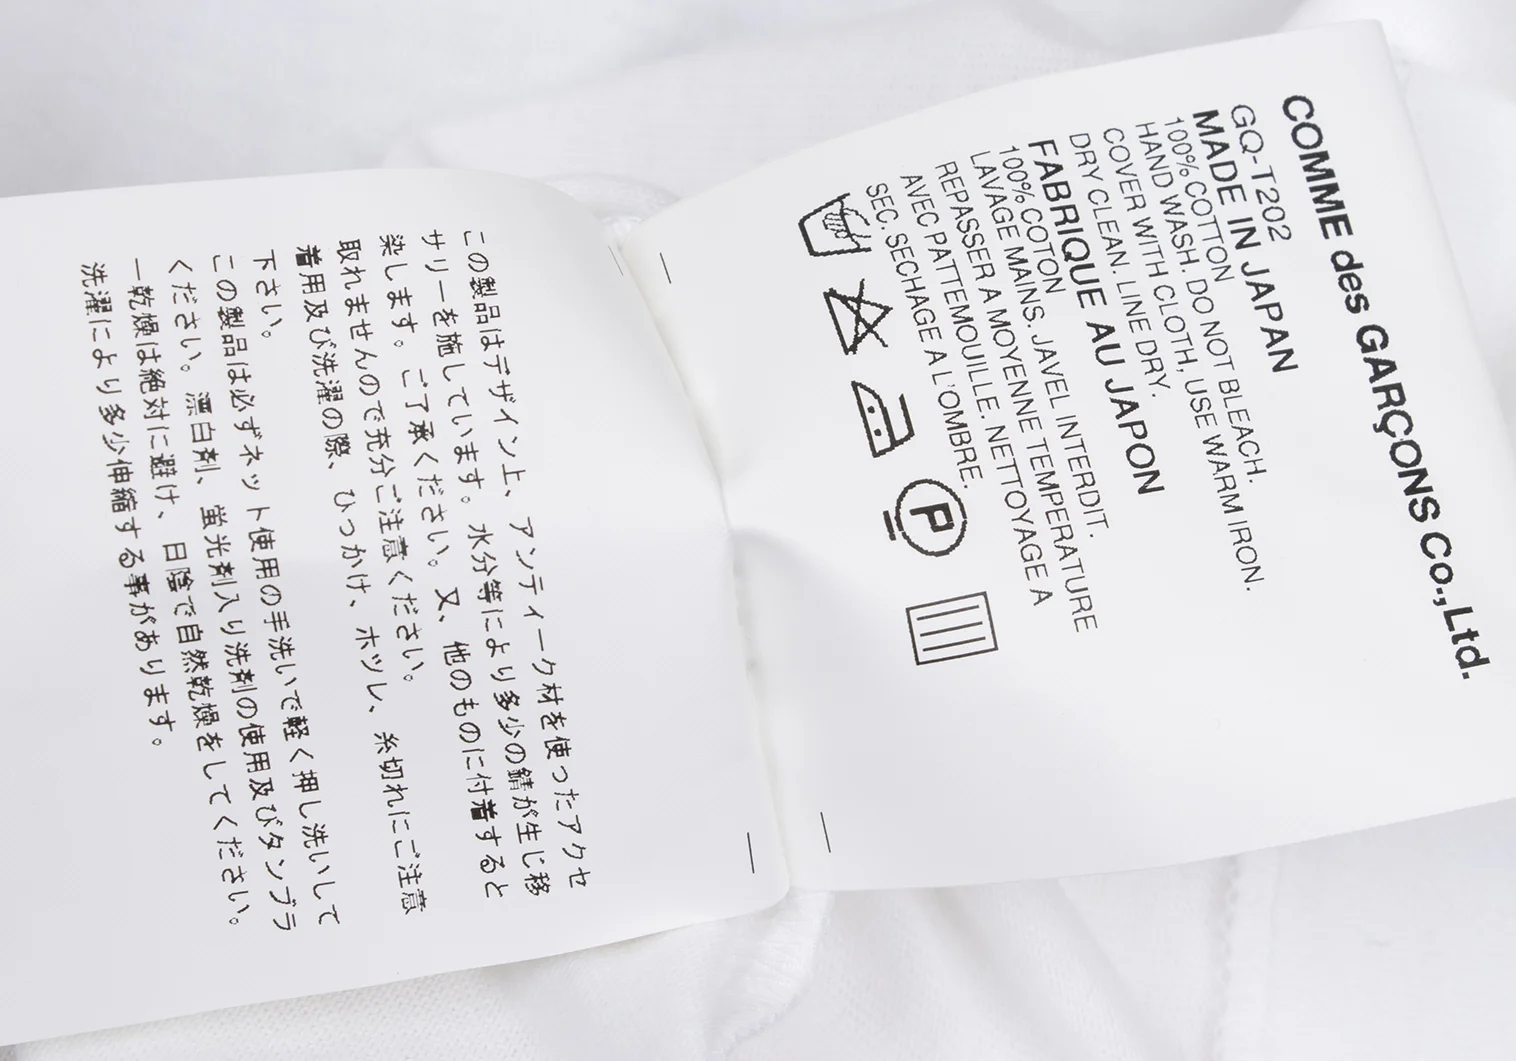 COMME des GARÇONS Co.,Ltd.
GQ-T202
MADE IN JAPAN
100% COTTON
HAND WASH. DO NOT BLEACH.
COVER WITH CLOTH, USE WARM IRON.
DRY CLEAN. LINE DRY.
FABRIQUE AU JAPON
100% COTON
LAVAGE MAINS. JAVEL INTERDIT.
REPASSER A MOYENNE TEMPERATURE
AVEC PATTEMOUILLE. NETTOYAGE A
SEC. SECHAGE A L'OMBRE.
P
この製品はデザイン上、アンティーク材を使ったアクセ
サリーを施しています。水分等により多少の錆が生じ移
染します。ご了承ください。又、他のものに付着すると
取れませんので充分ご注意ください。
着用及び洗濯の際、ひっかけ、ホツレ、糸切れにご注意
下さい。
この製品は必ずネット使用の手洗いで軽く押し洗いして
ください。漂白剤、蛍光剤入り洗剤の使用及びタンブラ
ー乾燥は絶対に避け、日陰で自然乾燥をしてください。
洗濯により多少伸縮する事があります。